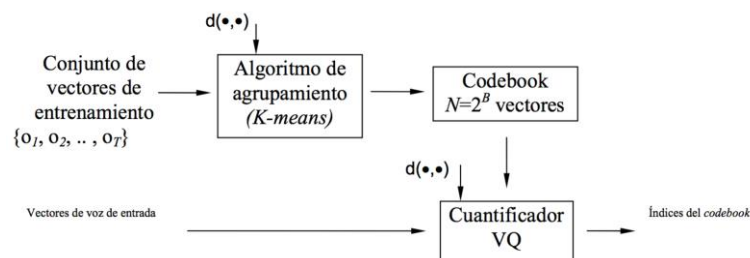 d(•,•)
Conjunto de
vectores de
entrenamiento
{o1, o2, .. , oT}
Algoritmo de
agrupamiento
(K-means)
Codebook
N=2^B vectores
d(•,•)
Vectores de voz de entrada
Cuantificador
VQ
Índices del codebook